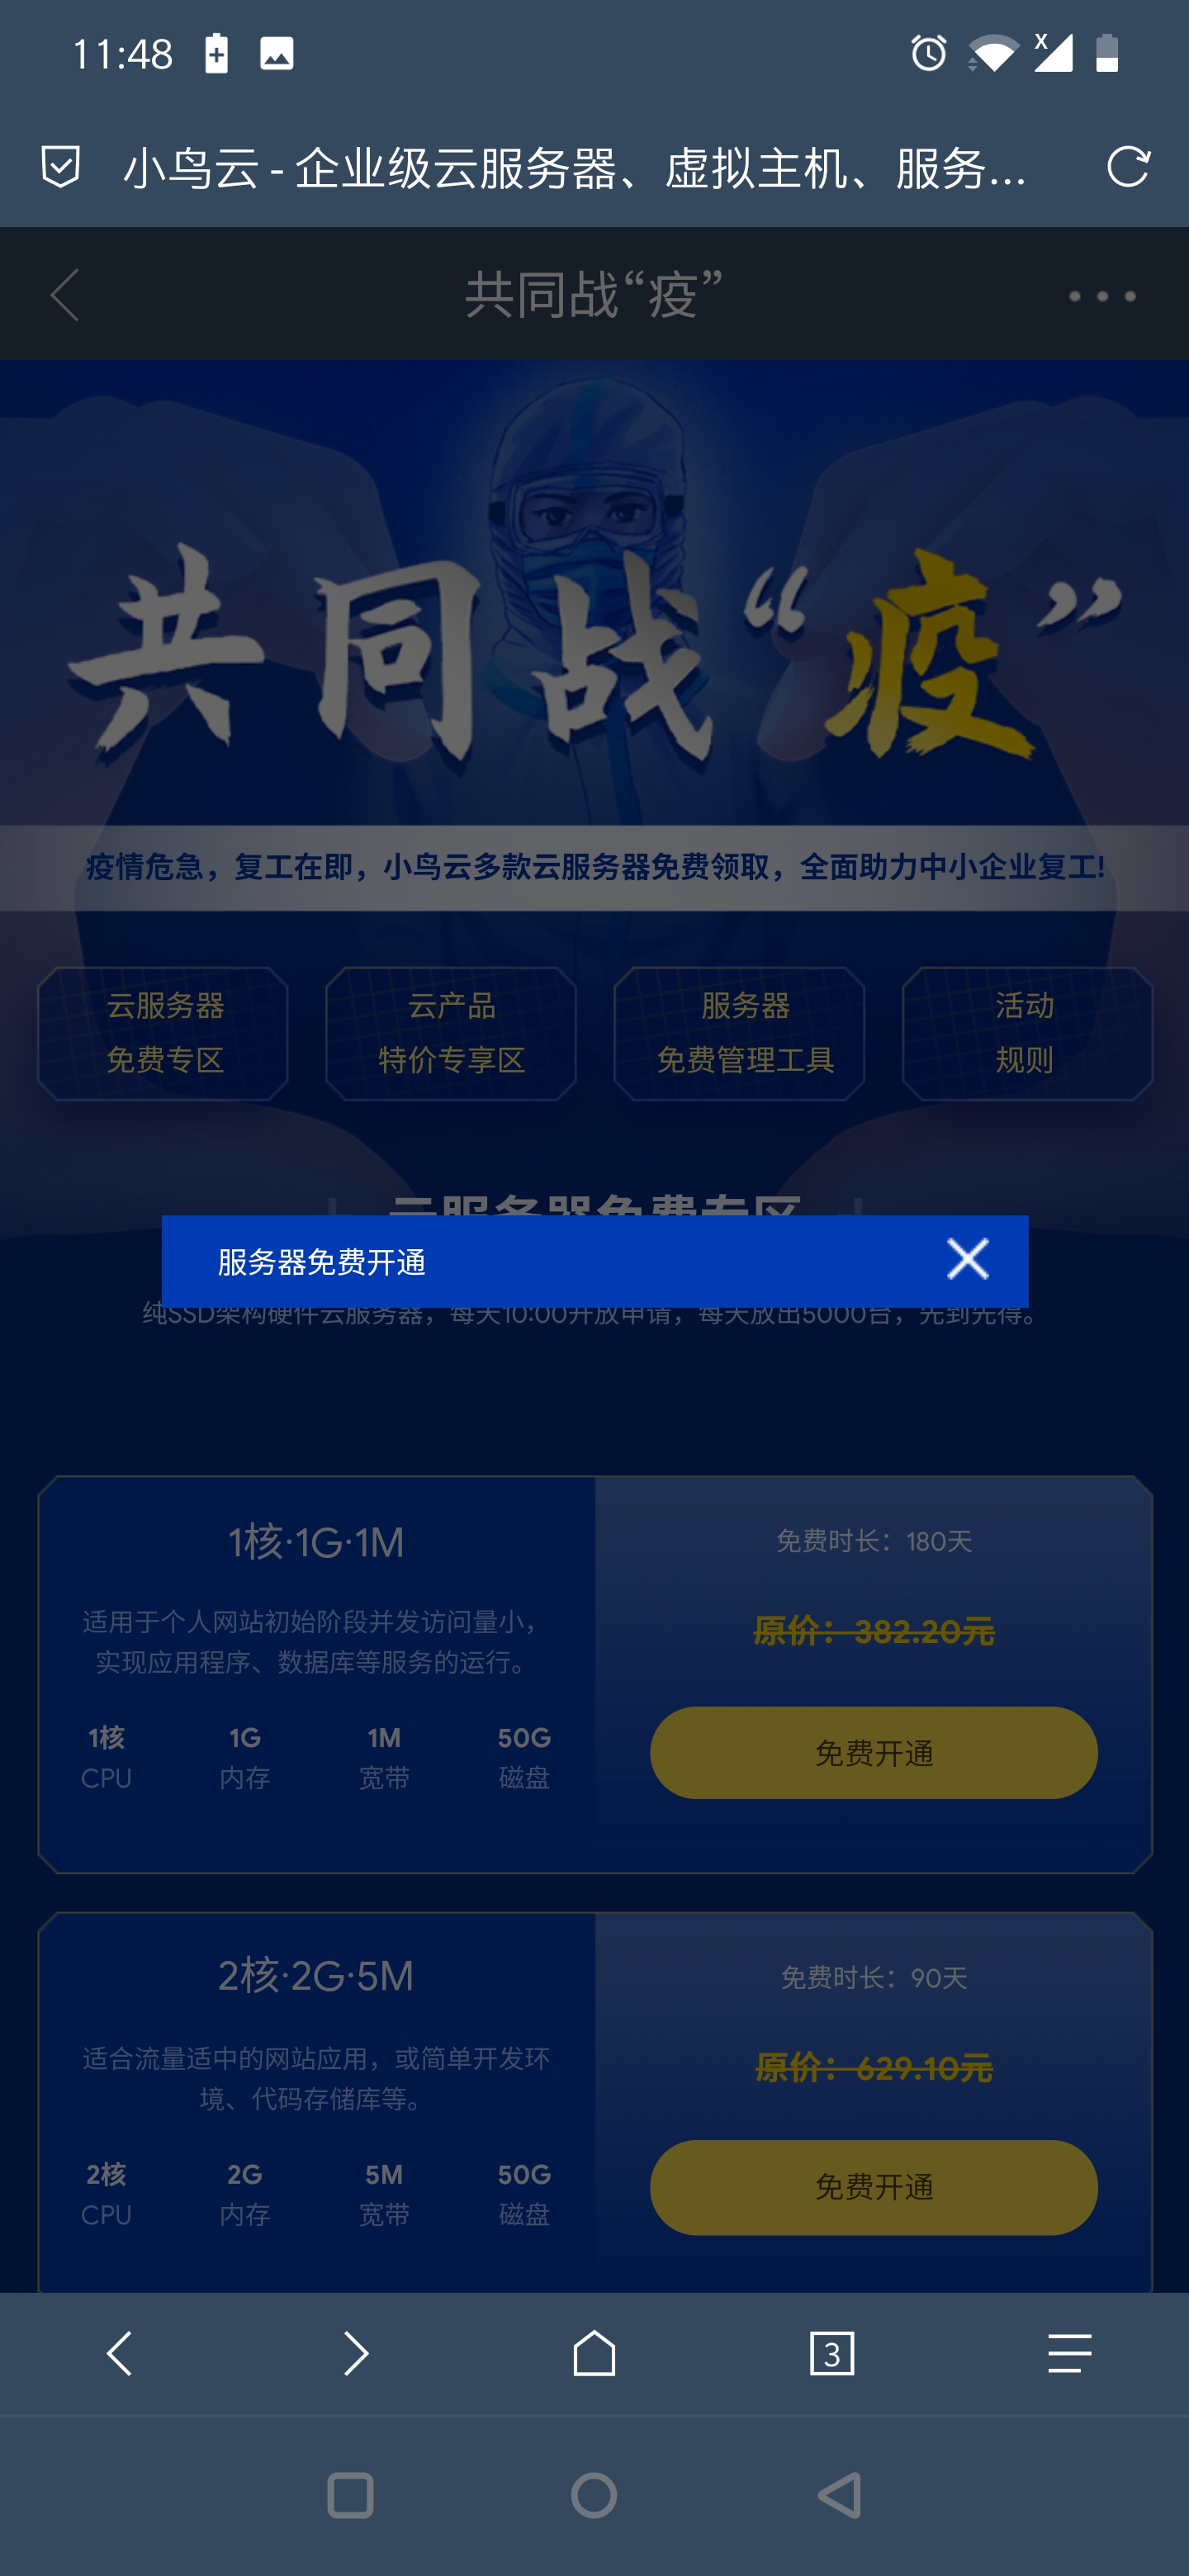 11:48
小鸟云 - 企业级云服务器、虚拟主机、服务...
共同战“疫”
共同战“疫”
疫情危急，复工在即，小鸟云多款云服务器免费领取，全面助力中小企业复工!
云服务器
免费专区
云产品
特价专享区
服务器
免费管理工具
活动
规则
云服务器免费专区
服务器免费开通
纯SSD架构硬件云服务器，每天10:00开放申请，每天放出5000台，先到先得。
1核·1G·1M
适用于个人网站初始阶段并发访问量小，
实现应用程序、数据库等服务的运行。
1核 1G 1M 50G
CPU 内存 宽带 磁盘
免费时长：180天
原价：382.20元
免费开通
2核·2G·5M
适合流量适中的网站应用，或简单开发环
境、代码存储库等。
2核 2G 5M 50G
CPU 内存 宽带 磁盘
免费时长：90天
原价：629.10元
免费开通
3